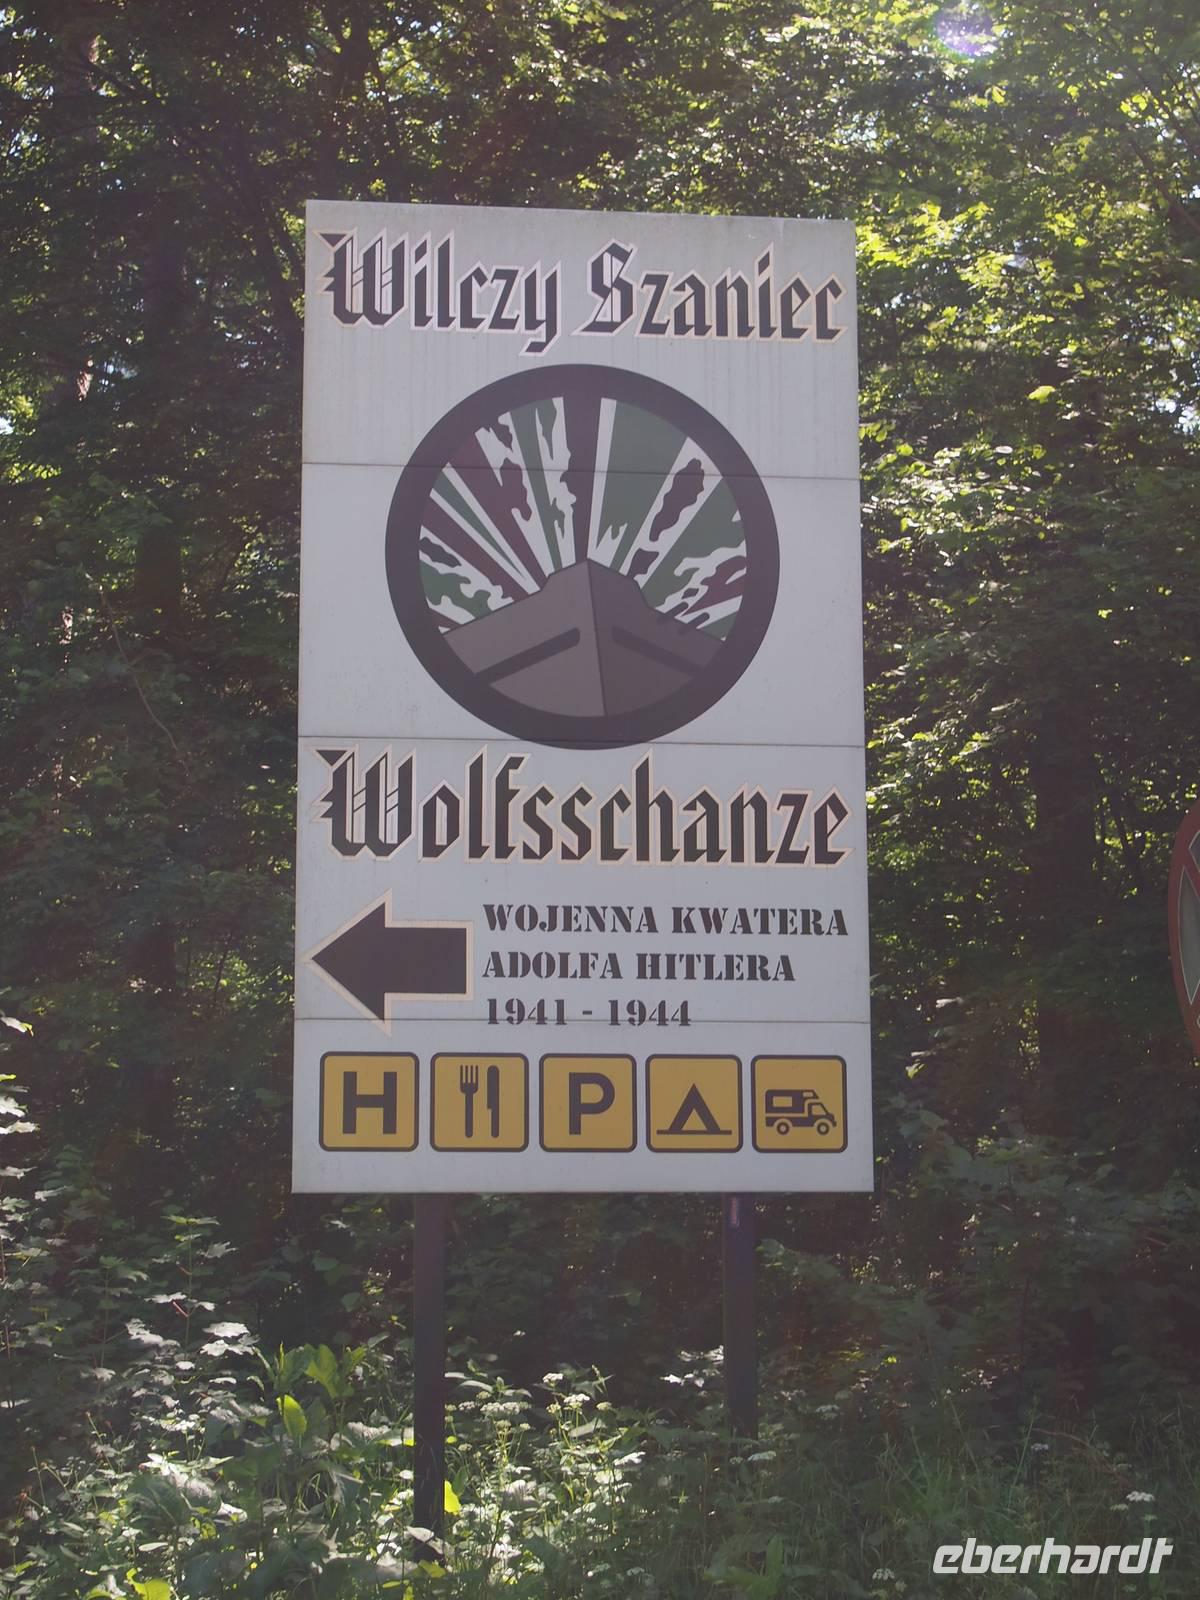 Wilczy Szaniec
Wolfsschanze
WOJENNA KWATERA
ADOLFA HITLERA
1941 - 1944
H P
eberhardt